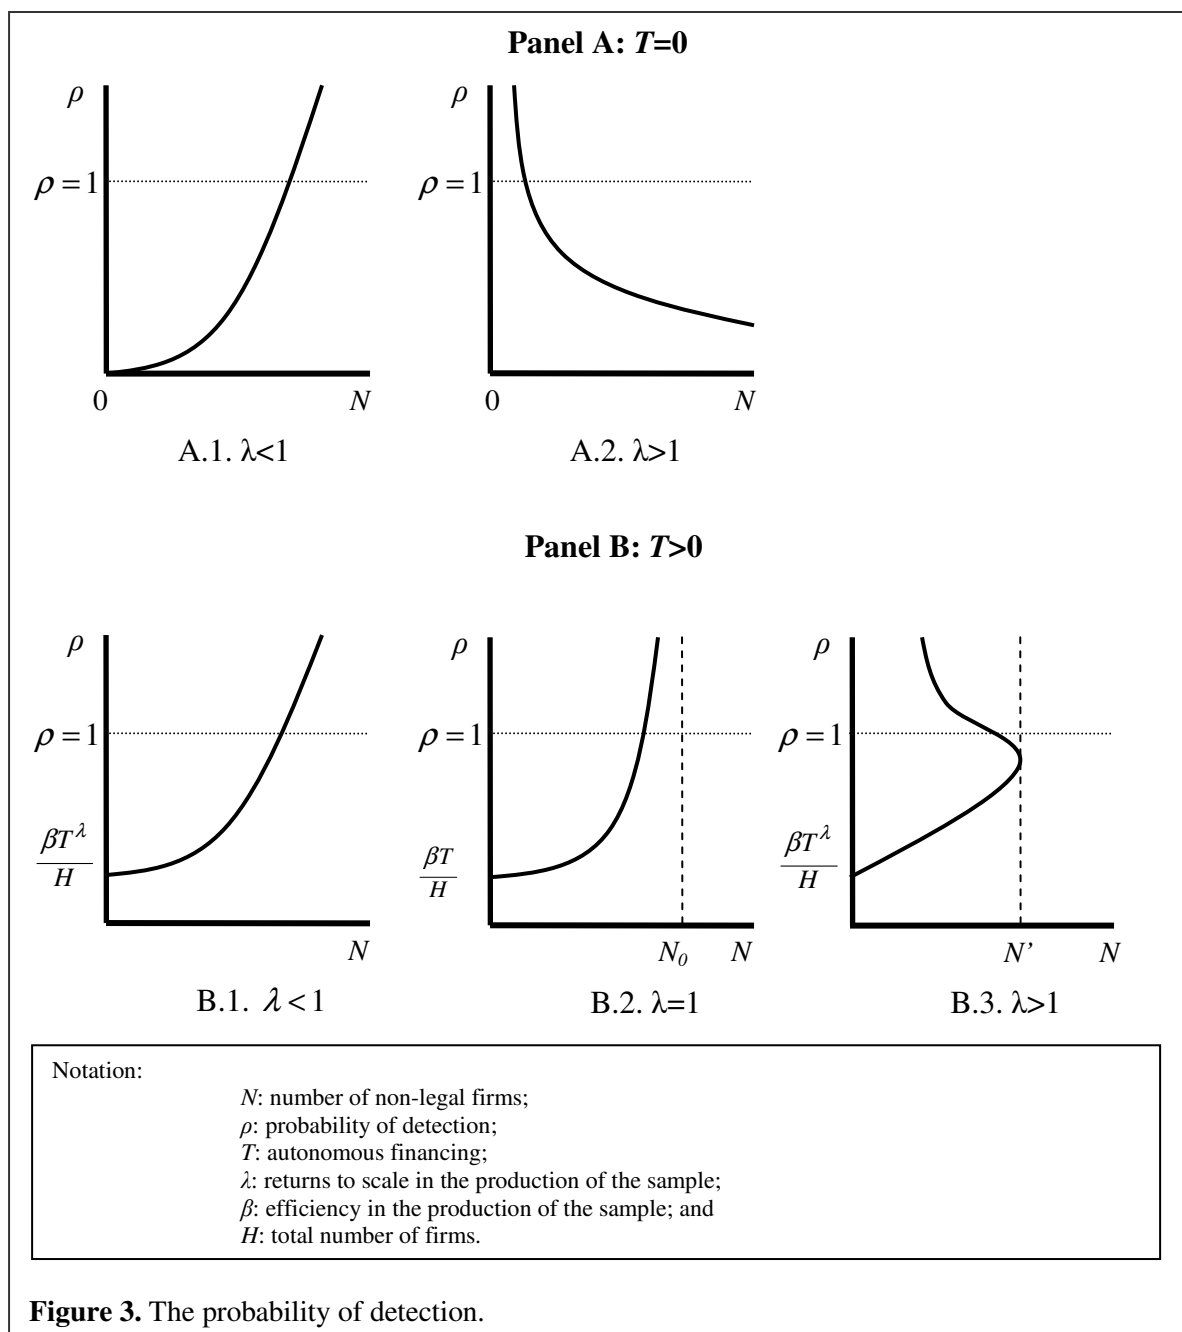 Panel A: T=0
ρ
ρ
ρ = 1
ρ = 1
0
N
0
N
A.1. λ<1
A.2. λ>1
Panel B: T>0
ρ
ρ
ρ
ρ = 1
ρ = 1
ρ = 1
βT^λ
H
βT
H
βT^λ
H
N
N₀
N
N’
N
B.1. λ < 1
B.2. λ=1
B.3. λ>1
Notation:
N: number of non-legal firms;
ρ: probability of detection;
T: autonomous financing;
λ: returns to scale in the production of the sample;
β: efficiency in the production of the sample; and
H: total number of firms.
Figure 3. The probability of detection.